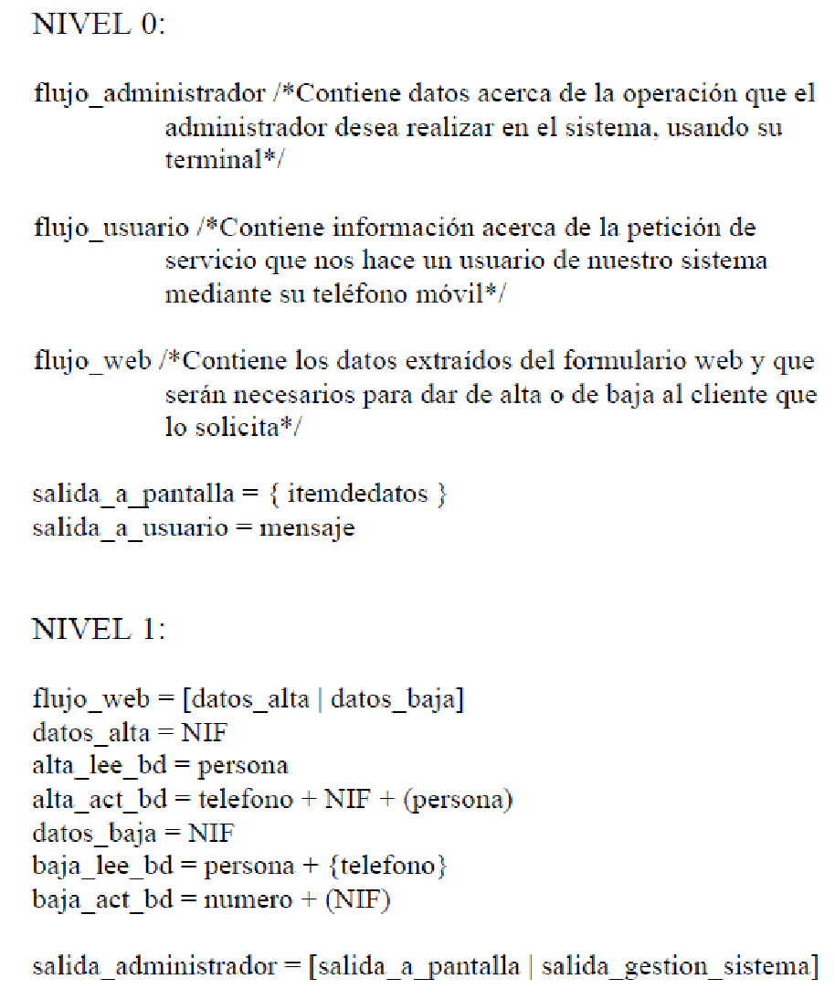 NIVEL 0:
flujo_administrador /*Contiene datos acerca de la operación que el
administrador desea realizar en el sistema, usando su
terminal*/
flujo_usuario /*Contiene información acerca de la petición de
servicio que nos hace un usuario de nuestro sistema
mediante su teléfono móvil*/
flujo_web /*Contiene los datos extraídos del formulario web y que
serán necesarios para dar de alta o de baja al cliente que
lo solicita*/
salida_a_pantalla = { itemdedatos }
salida_a_usuario = mensaje
NIVEL 1:
flujo_web = [datos_alta | datos_baja]
datos_alta = NIF
alta_lee_bd = persona
alta_act_bd = telefono + NIF + (persona)
datos_baja = NIF
baja_lee_bd = persona + {telefono}
baja_act_bd = numero + (NIF)
salida_administrador = [salida_a_pantalla | salida_gestion_sistema]